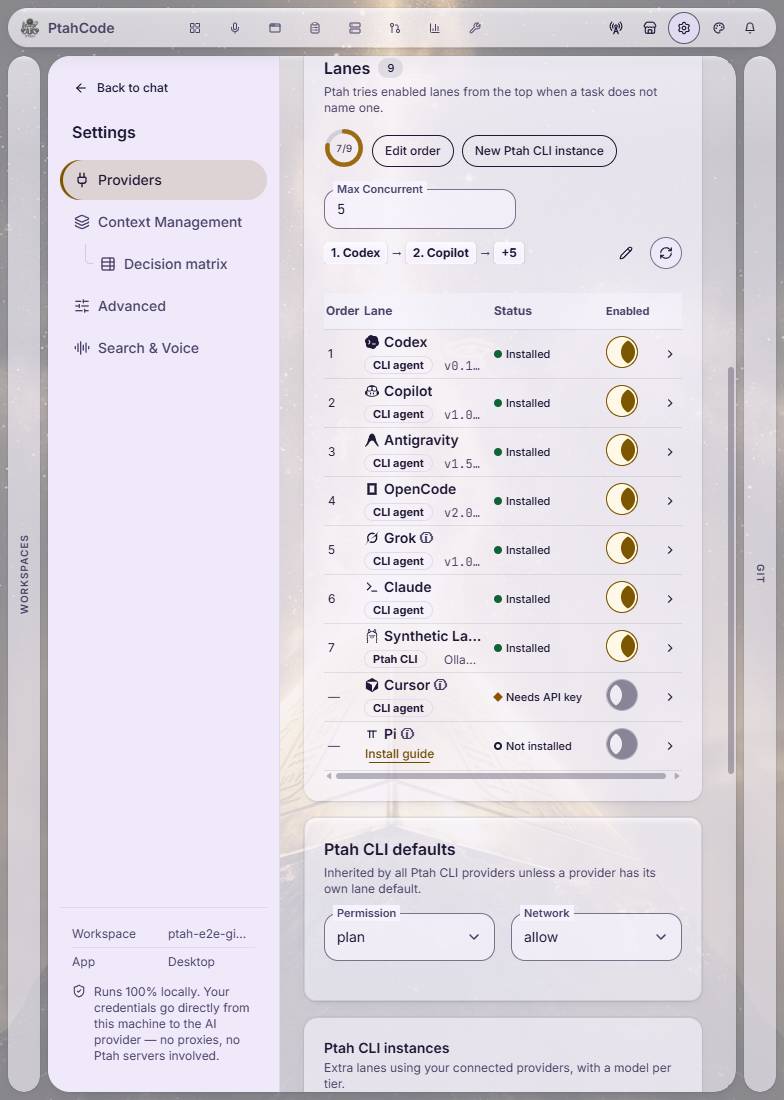 PtahCode
WORKSPACES
Back to chat
Settings
Providers
Context Management
Decision matrix
Advanced
Search & Voice
Workspace ptah-e2e-gi...
App Desktop
Runs 100% locally. Your
credentials go directly from
this machine to the AI
provider — no proxies, no
Ptah servers involved.
Lanes 9
Ptah tries enabled lanes from the top when a task does not
name one.
7/9 Edit order New Ptah CLI instance
Max Concurrent
5
1. Codex → 2. Copilot → +5
Order Lane Status Enabled
1 Codex Installed
CLI agent v0.1...
2 Copilot Installed
CLI agent v1.0...
3 Antigravity Installed
CLI agent v1.5...
4 OpenCode Installed
CLI agent v2.0...
5 Grok Installed
CLI agent v1.0...
6 Claude Installed
CLI agent
7 Synthetic La... Installed
Ptah CLI Olla...
— Cursor Needs API key
CLI agent
— Pi Not installed
Install guide
Ptah CLI defaults
Inherited by all Ptah CLI providers unless a provider has its
own lane default.
Permission Network
plan allow
Ptah CLI instances
Extra lanes using your connected providers, with a model per
tier.
GIT